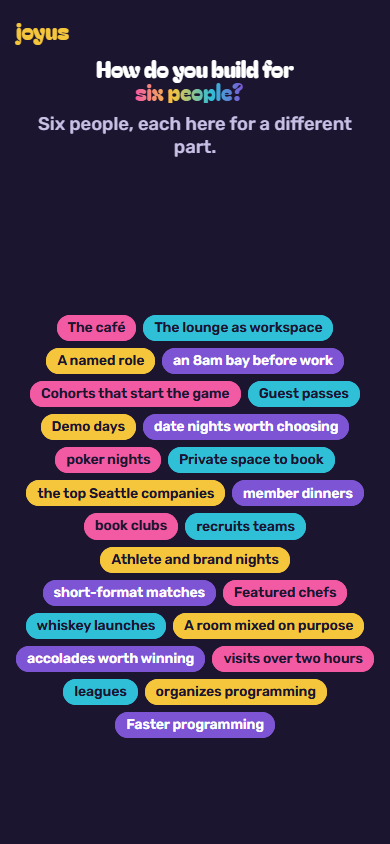 joyus
How do you build for
six people?
Six people, each here for a different
part.
The café The lounge as workspace
A named role an 8am bay before work
Cohorts that start the game Guest passes
Demo days date nights worth choosing
poker nights Private space to book
the top Seattle companies member dinners
book clubs recruits teams
Athlete and brand nights
short-format matches Featured chefs
whiskey launches A room mixed on purpose
accolades worth winning visits over two hours
leagues organizes programming
Faster programming